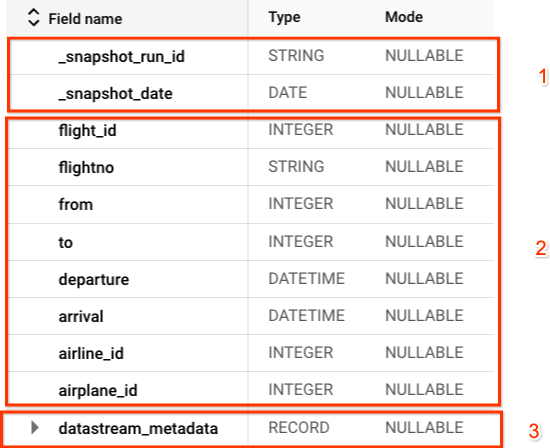 Field name Type Mode
_snapshot_run_id STRING NULLABLE
1
_snapshot_date DATE NULLABLE
flight_id INTEGER NULLABLE
flightno STRING NULLABLE
from INTEGER NULLABLE
to INTEGER NULLABLE 2
departure DATETIME NULLABLE
arrival DATETIME NULLABLE
airline_id INTEGER NULLABLE
airplane_id INTEGER NULLABLE
datastream_metadata RECORD NULLABLE 3